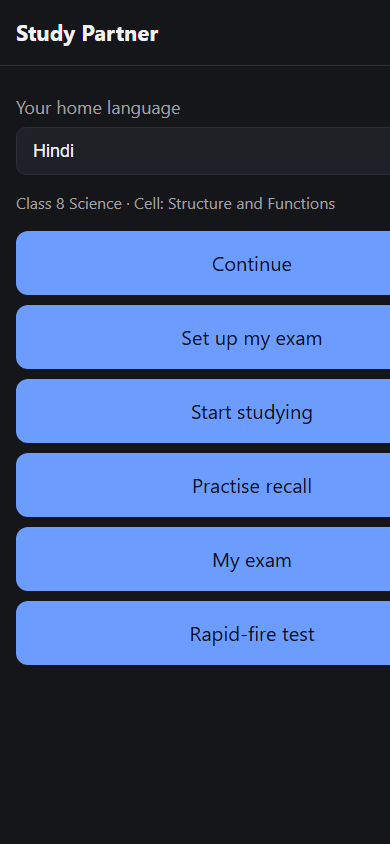 Study Partner
Your home language
Hindi
Class 8 Science · Cell: Structure and Functions
Continue
Set up my exam
Start studying
Practise recall
My exam
Rapid-fire test